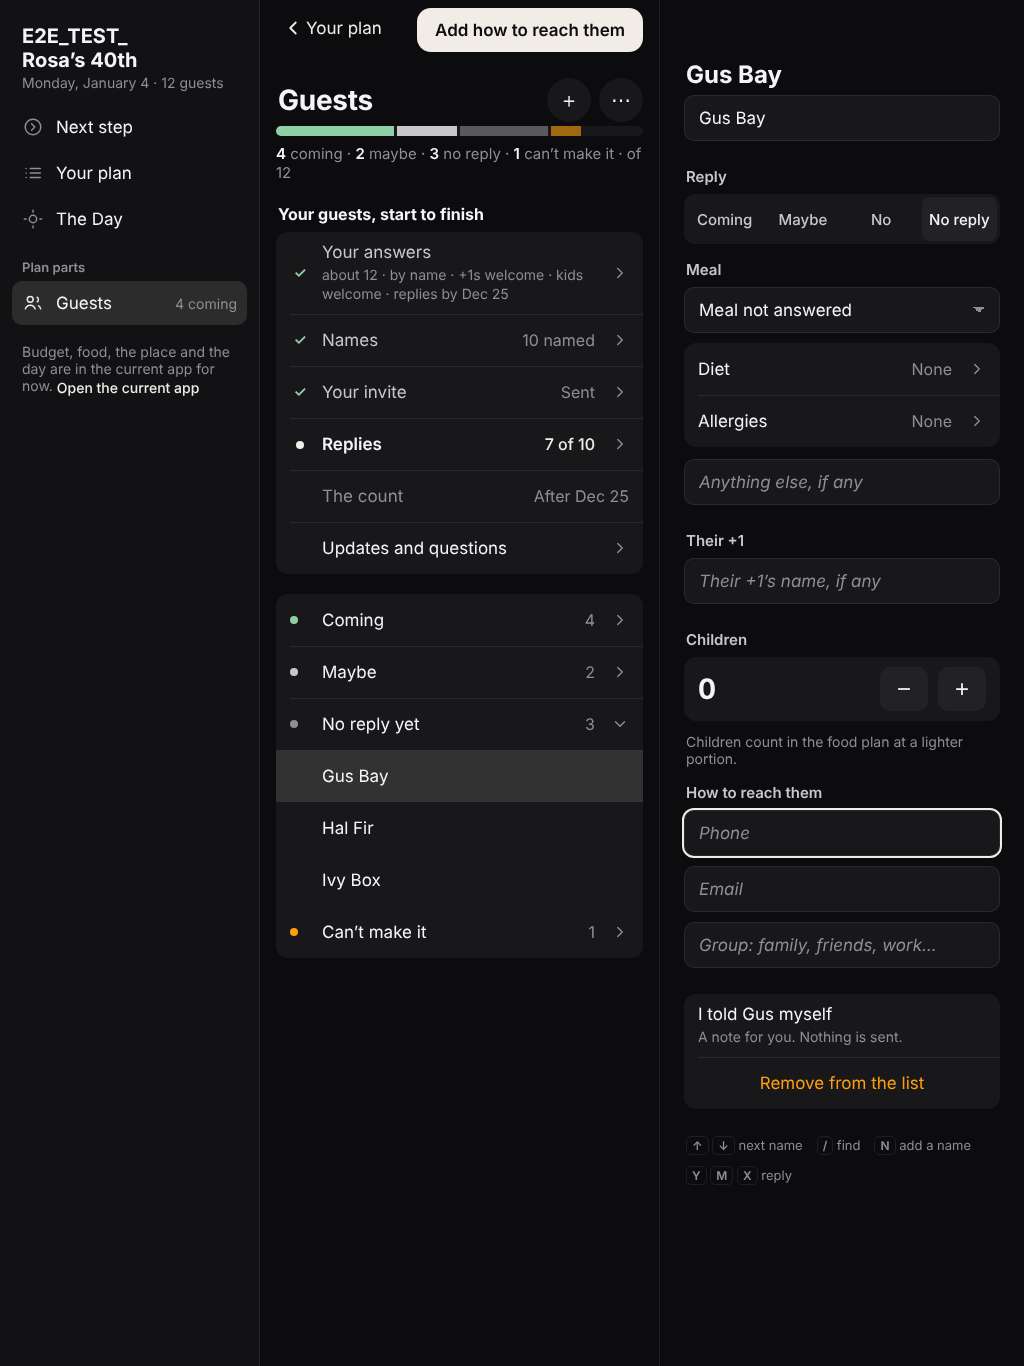 E2E_TEST_
Rosa’s 40th
Monday, January 4 · 12 guests
Next step
Your plan
The Day
Plan parts
Guests 4 coming
Budget, food, the place and the
day are in the current app for
now. Open the current app
Your plan
Add how to reach them
Guests
+ ···
4 coming · 2 maybe · 3 no reply · 1 can’t make it · of
12
Your guests, start to finish
Your answers
about 12 · by name · +1s welcome · kids
welcome · replies by Dec 25
Names 10 named
Your invite Sent
Replies 7 of 10
The count After Dec 25
Updates and questions
Coming 4
Maybe 2
No reply yet 3
Gus Bay
Hal Fir
Ivy Box
Can’t make it 1
Gus Bay
Gus Bay
Reply
Coming Maybe No No reply
Meal
Meal not answered
Diet None
Allergies None
Anything else, if any
Their +1
Their +1’s name, if any
Children
0 − +
Children count in the food plan at a lighter
portion.
How to reach them
Phone
Email
Group: family, friends, work…
I told Gus myself
A note for you. Nothing is sent.
Remove from the list
↑ ↓ next name / find N add a name
Y M X reply